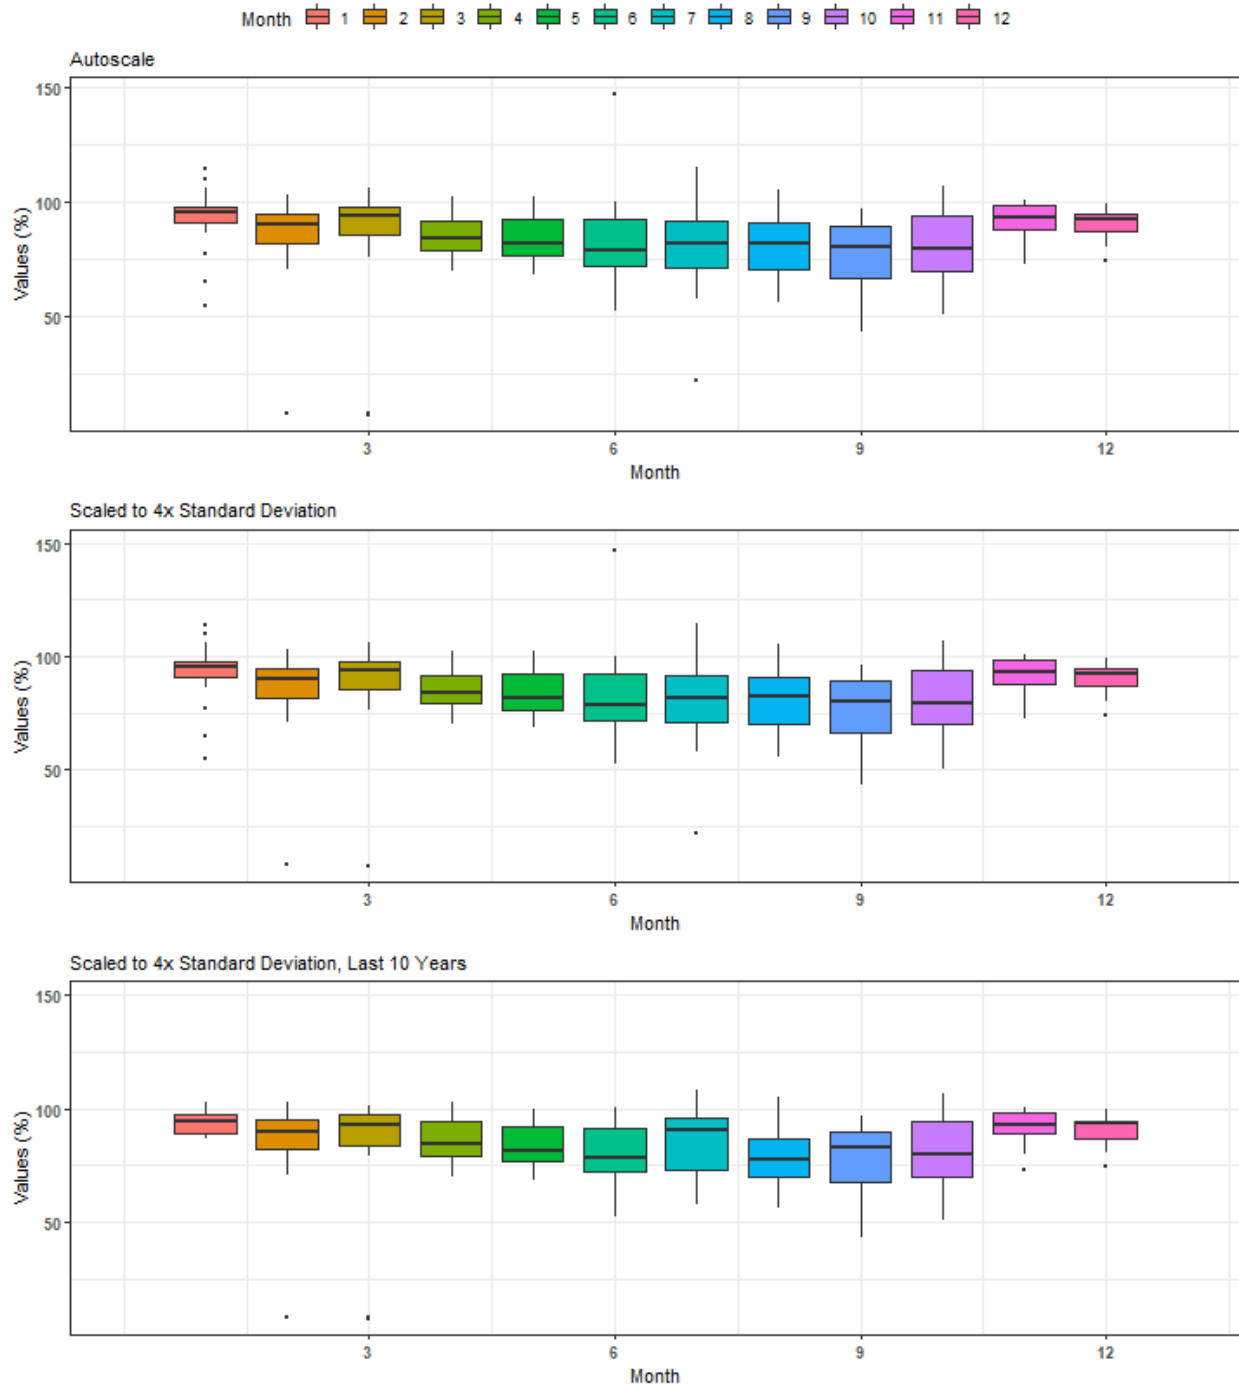 Month 1 2 3 4 5 6 7 8 9 10 11 12
Autoscale
Values (%)
150
100
50
3 6 9 12
Month
Scaled to 4x Standard Deviation
Values (%)
150
100
50
3 6 9 12
Month
Scaled to 4x Standard Deviation, Last 10 Years
Values (%)
150
100
50
3 6 9 12
Month